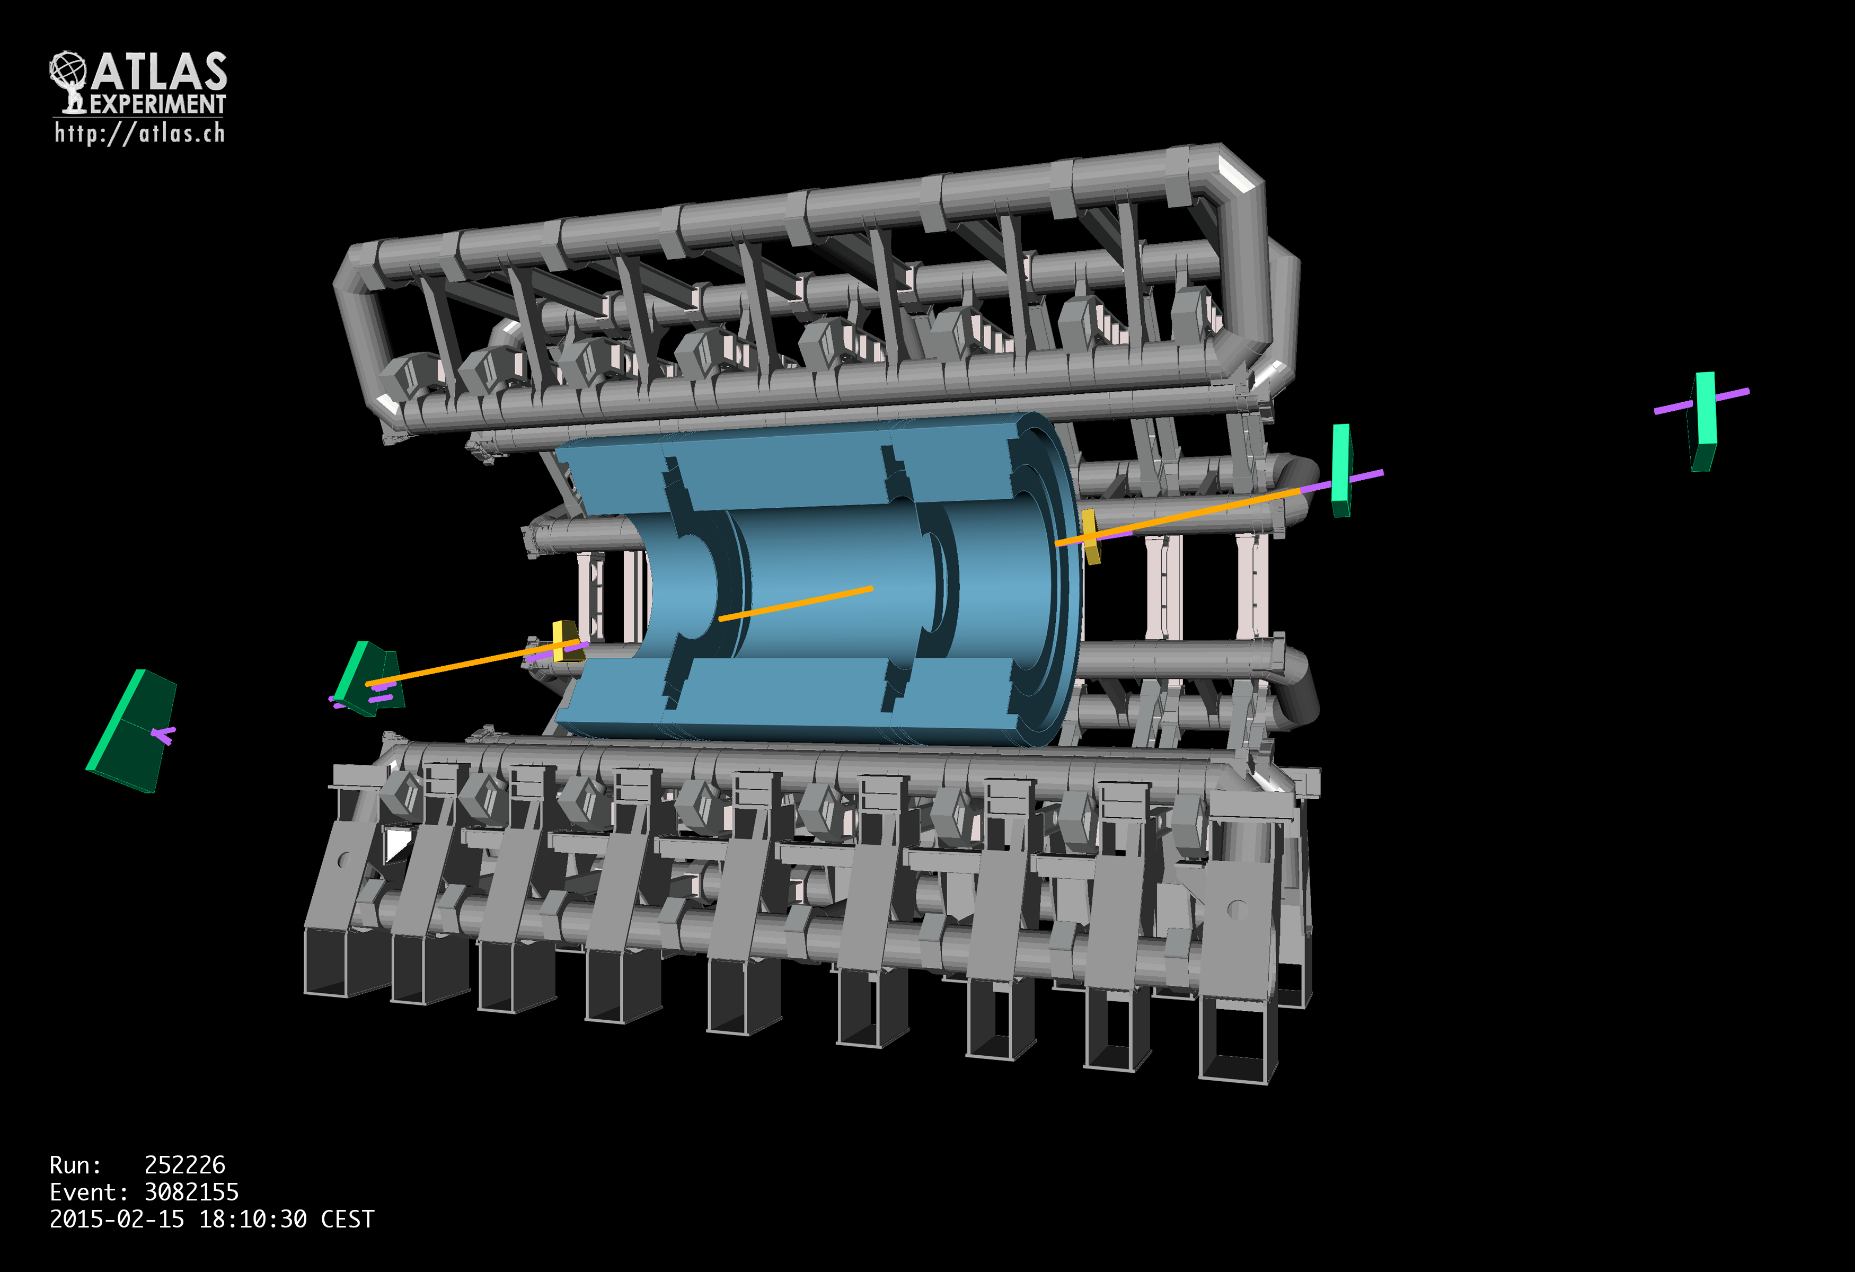 ATLAS
EXPERIMENT
http://atlas.ch
Run: 252226
Event: 3082155
2015-02-15 18:10:30 CEST